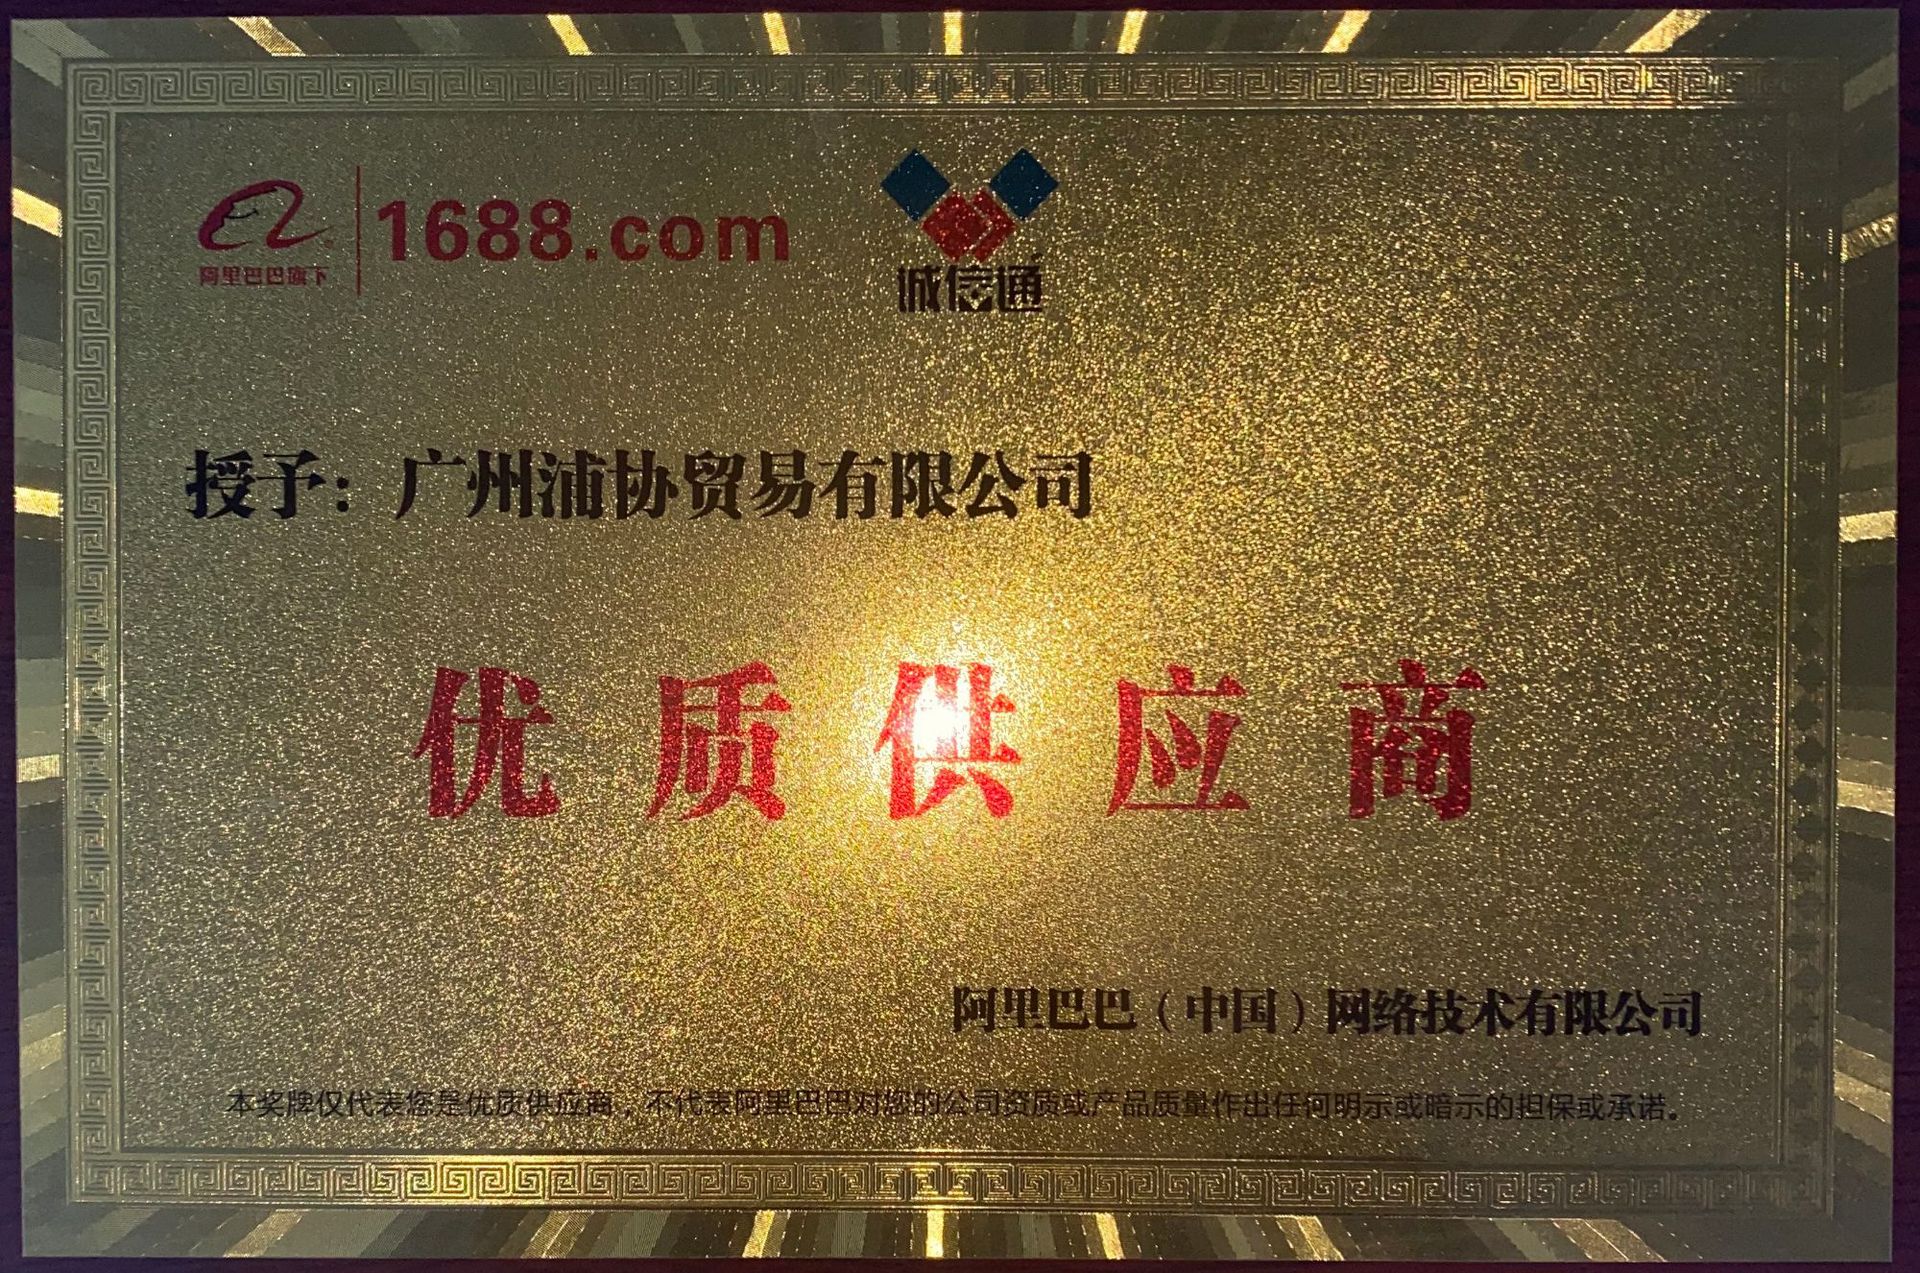 阿里巴巴旗下
1688.com
诚信通
授予：广州浦协贸易有限公司
优质供应商
阿里巴巴（中国）网络技术有限公司
本奖牌仅代表您是优质供应商，不代表阿里巴巴对您的公司资质或产品质量作出任何明示或暗示的担保或承诺。